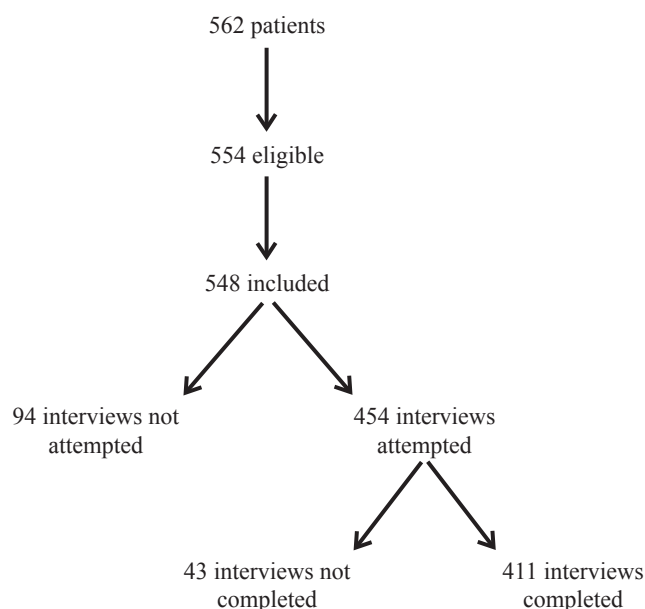 562 patients
554 eligible
548 included
94 interviews not
attempted
454 interviews
attempted
43 interviews not
completed
411 interviews
completed